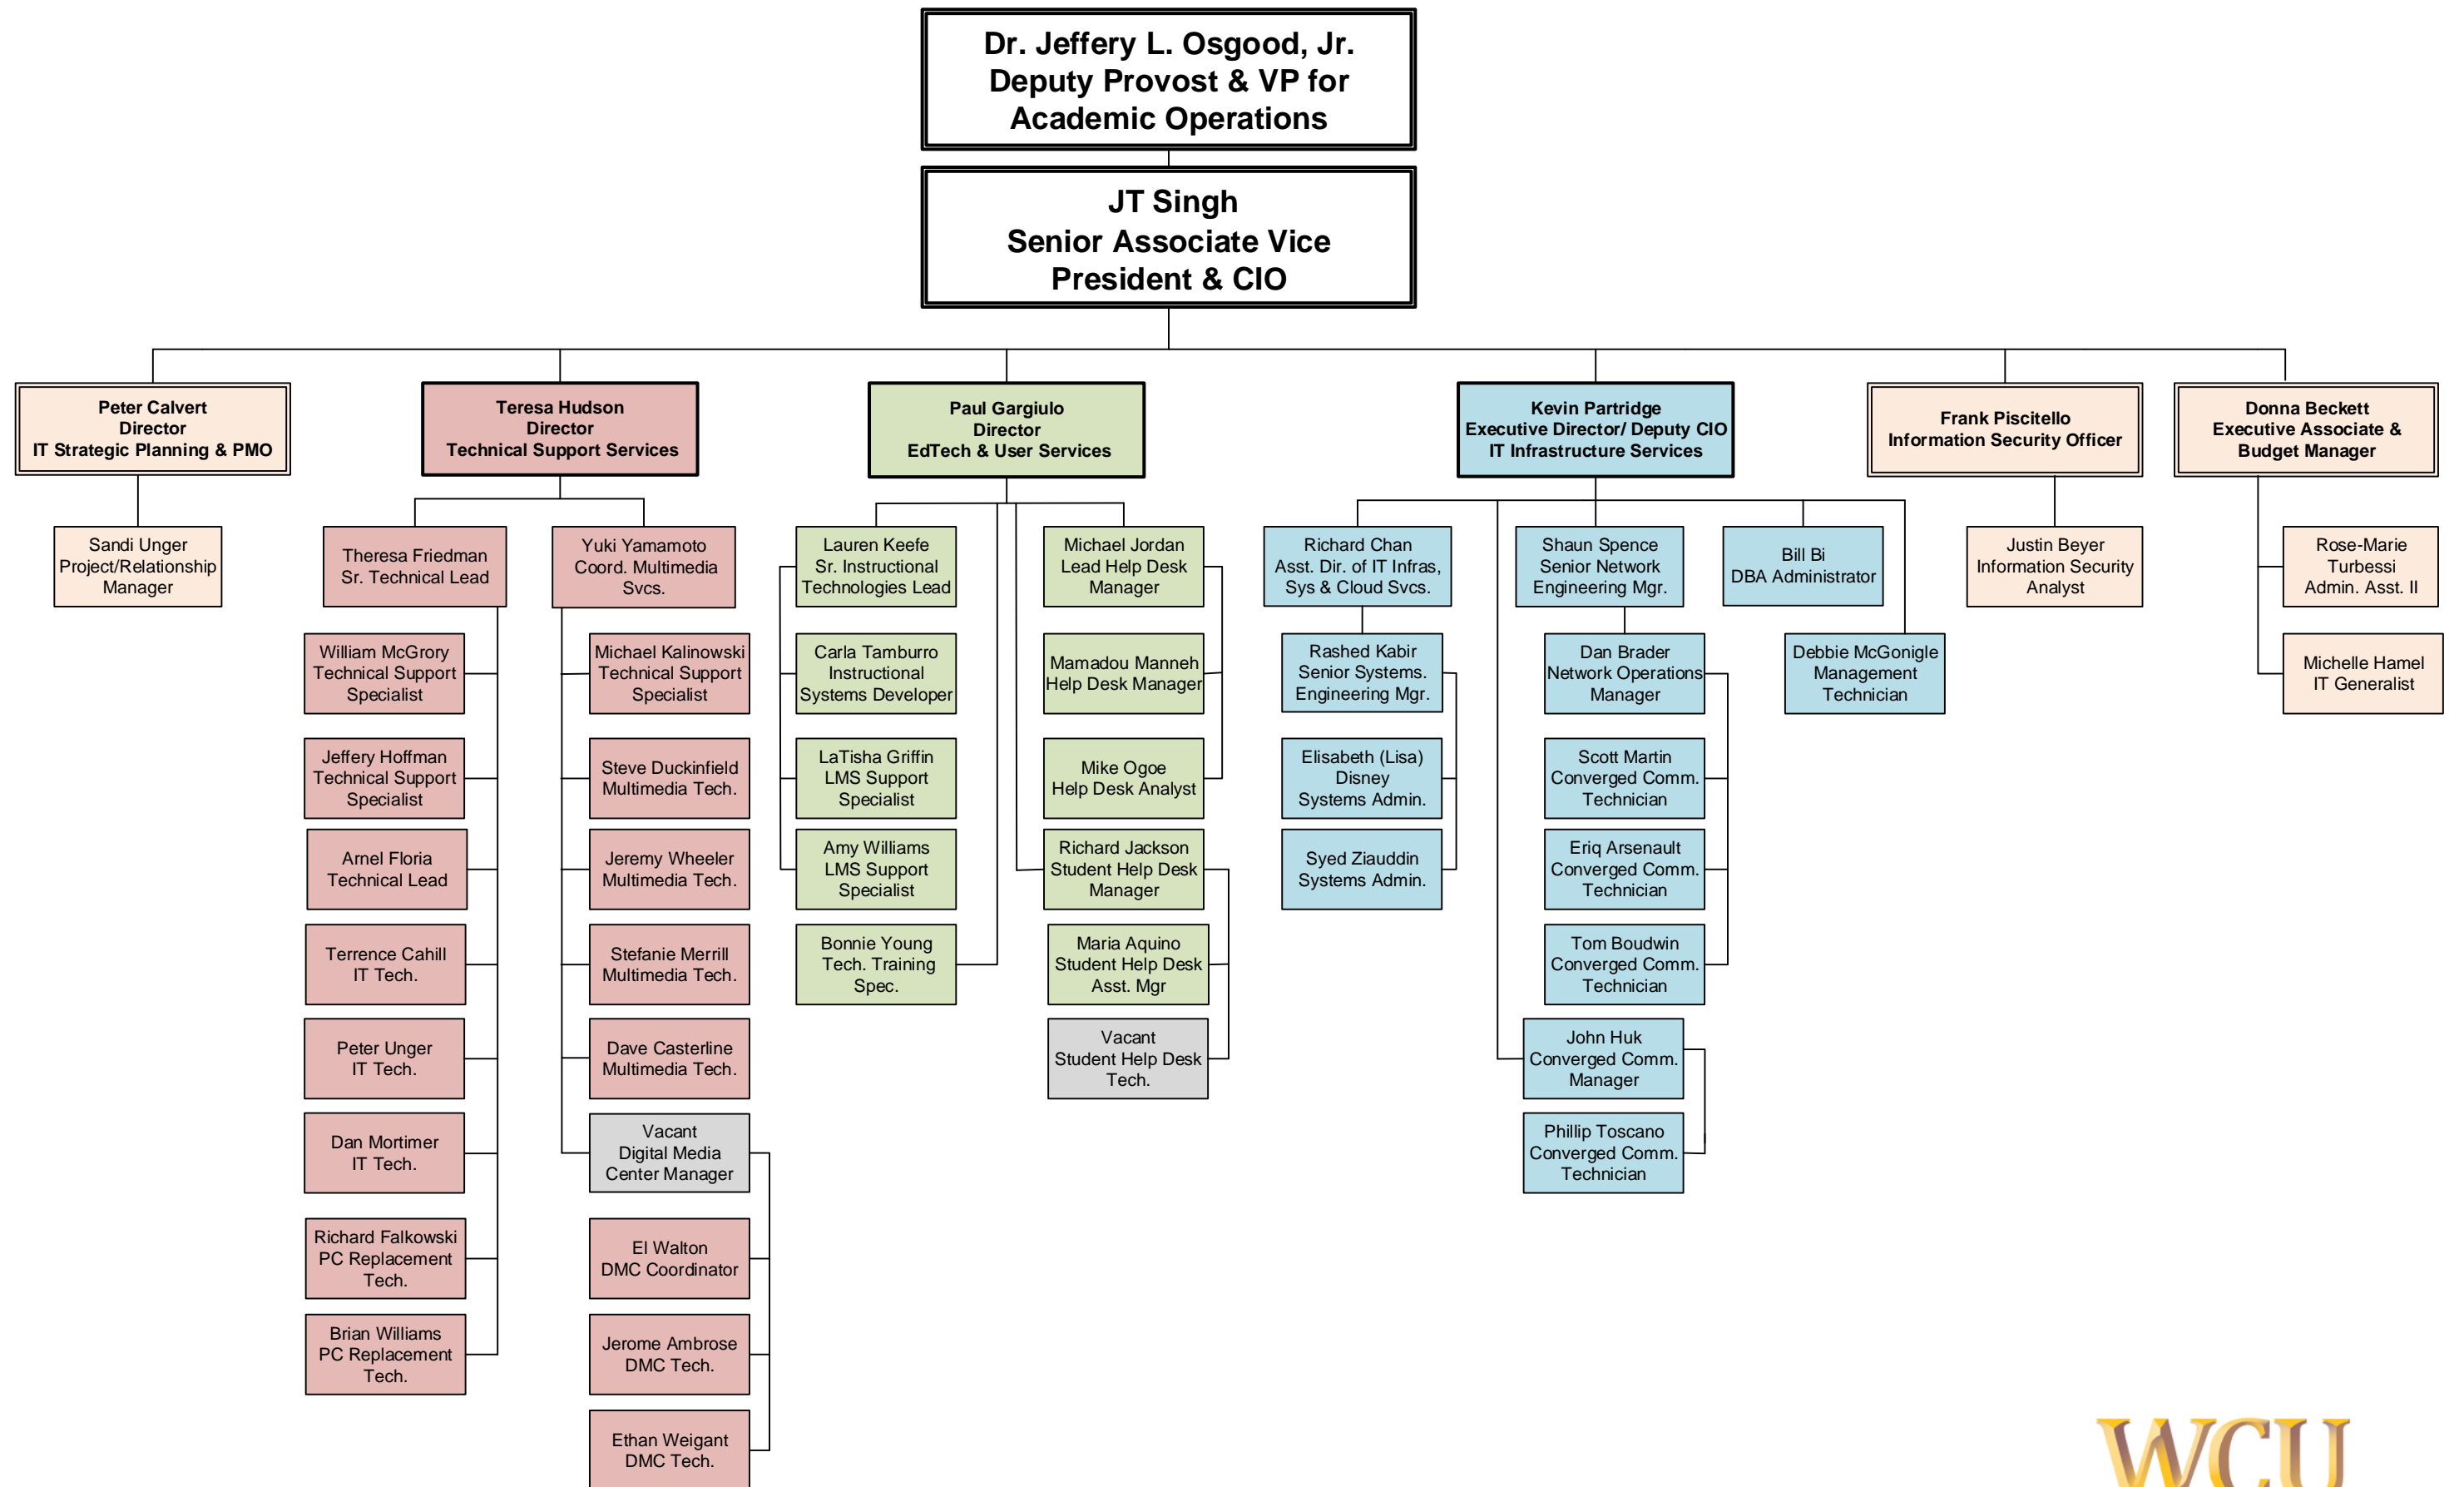 Dr. Jeffery L. Osgood, Jr.
Deputy Provost & VP for
Academic Operations
JT Singh
Senior Associate Vice
President & CIO
Peter Calvert
Director
IT Strategic Planning & PMO
Teresa Hudson
Director
Technical Support Services
Paul Gargiulo
Director
EdTech & User Services
Kevin Partridge
Executive Director/ Deputy CIO
IT Infrastructure Services
Frank Piscitello
Information Security Officer
Donna Beckett
Executive Associate &
Budget Manager
Sandi Unger
Project/Relationship
Manager
Theresa Friedman
Sr. Technical Lead
William McGrory
Technical Support
Specialist
Jeffery Hoffman
Technical Support
Specialist
Arnel Floria
Technical Lead
Terrence Cahill
IT Tech.
Peter Unger
IT Tech.
Dan Mortimer
IT Tech.
Richard Falkowski
PC Replacement
Tech.
Brian Williams
PC Replacement
Tech.
Yuki Yamamoto
Coord. Multimedia
Svcs.
Michael Kalinowski
Technical Support
Specialist
Steve Duckinfield
Multimedia Tech.
Jeremy Wheeler
Multimedia Tech.
Stefanie Merrill
Multimedia Tech.
Dave Casterline
Multimedia Tech.
Vacant
Digital Media
Center Manager
El Walton
DMC Coordinator
Jerome Ambrose
DMC Tech.
Ethan Weigant
DMC Tech.
Lauren Keefe
Sr. Instructional
Technologies Lead
Carla Tamburro
Instructional
Systems Developer
LaTisha Griffin
LMS Support
Specialist
Amy Williams
LMS Support
Specialist
Bonnie Young
Tech. Training
Spec.
Michael Jordan
Lead Help Desk
Manager
Mamadou Manneh
Help Desk Manager
Mike Ogoe
Help Desk Analyst
Richard Jackson
Student Help Desk
Manager
Maria Aquino
Student Help Desk
Asst. Mgr
Vacant
Student Help Desk
Tech.
Richard Chan
Asst. Dir. of IT Infras,
Sys & Cloud Svcs.
Rashed Kabir
Senior Systems.
Engineering Mgr.
Elisabeth (Lisa)
Disney
Systems Admin.
Syed Ziauddin
Systems Admin.
Shaun Spence
Senior Network
Engineering Mgr.
Dan Brader
Network Operations
Manager
Scott Martin
Converged Comm.
Technician
Eriq Arsenault
Converged Comm.
Technician
Tom Boudwin
Converged Comm.
Technician
John Huk
Converged Comm.
Manager
Phillip Toscano
Converged Comm.
Technician
Bill Bi
DBA Administrator
Debbie McGonigle
Management
Technician
Justin Beyer
Information Security
Analyst
Rose-Marie
Turbessi
Admin. Asst. II
Michelle Hamel
IT Generalist
WCU